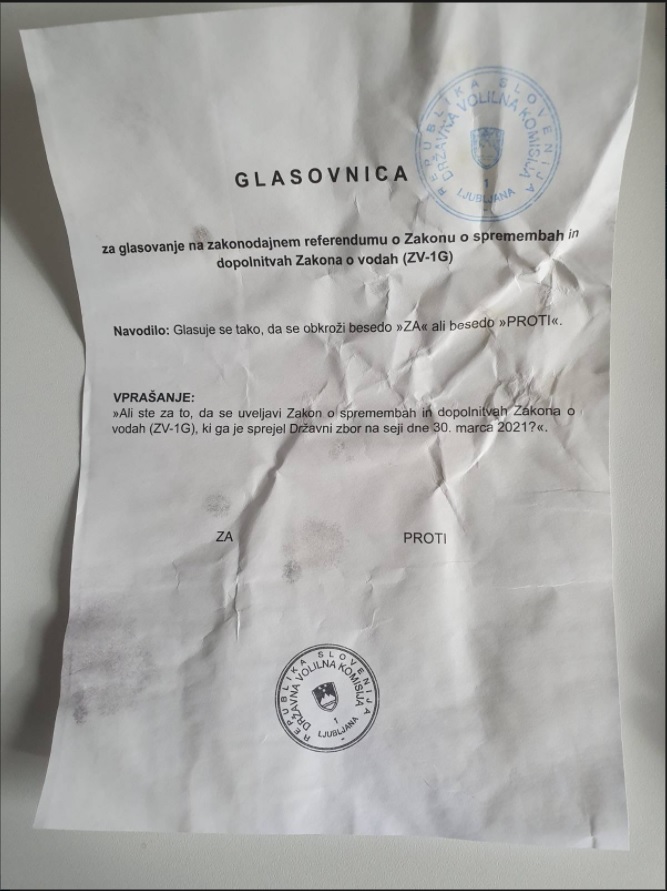 REPUBLIKA SLOVENIJA
DRŽAVNA VOLILNA KOMISIJA
1
LJUBLJANA
GLASOVNICA
za glasovanje na zakonodajnem referendumu o Zakonu o spremembah in
dopolnitvah Zakona o vodah (ZV-1G)
Navodilo: Glasuje se tako, da se obkroži besedo »ZA« ali besedo »PROTI«.
VPRAŠANJE:
»Ali ste za to, da se uveljavi Zakon o spremembah in dopolnitvah Zakona o
vodah (ZV-1G), ki ga je sprejel Državni zbor na seji dne 30. marca 2021?«.
ZA PROTI
REPUBLIKA SLOVENIJA
DRŽAVNA VOLILNA KOMISIJA
1
LJUBLJANA